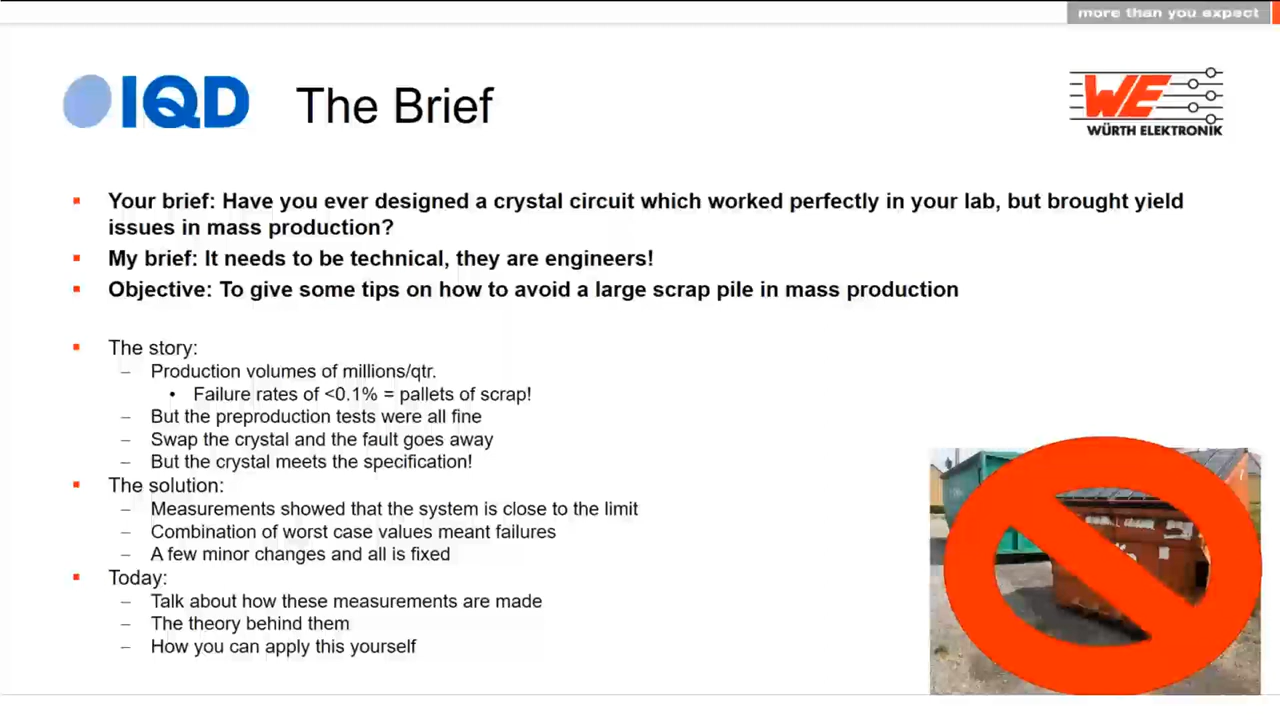 more than you expect
IQD
The Brief
WE
WÜRTH ELEKTRONIK
▪ Your brief: Have you ever designed a crystal circuit which worked perfectly in your lab, but brought yield
issues in mass production?
▪ My brief: It needs to be technical, they are engineers!
▪ Objective: To give some tips on how to avoid a large scrap pile in mass production
▪ The story:
– Production volumes of millions/qtr.
• Failure rates of <0.1% = pallets of scrap!
– But the preproduction tests were all fine
– Swap the crystal and the fault goes away
– But the crystal meets the specification!
▪ The solution:
– Measurements showed that the system is close to the limit
– Combination of worst case values meant failures
– A few minor changes and all is fixed
▪ Today:
– Talk about how these measurements are made
– The theory behind them
– How you can apply this yourself